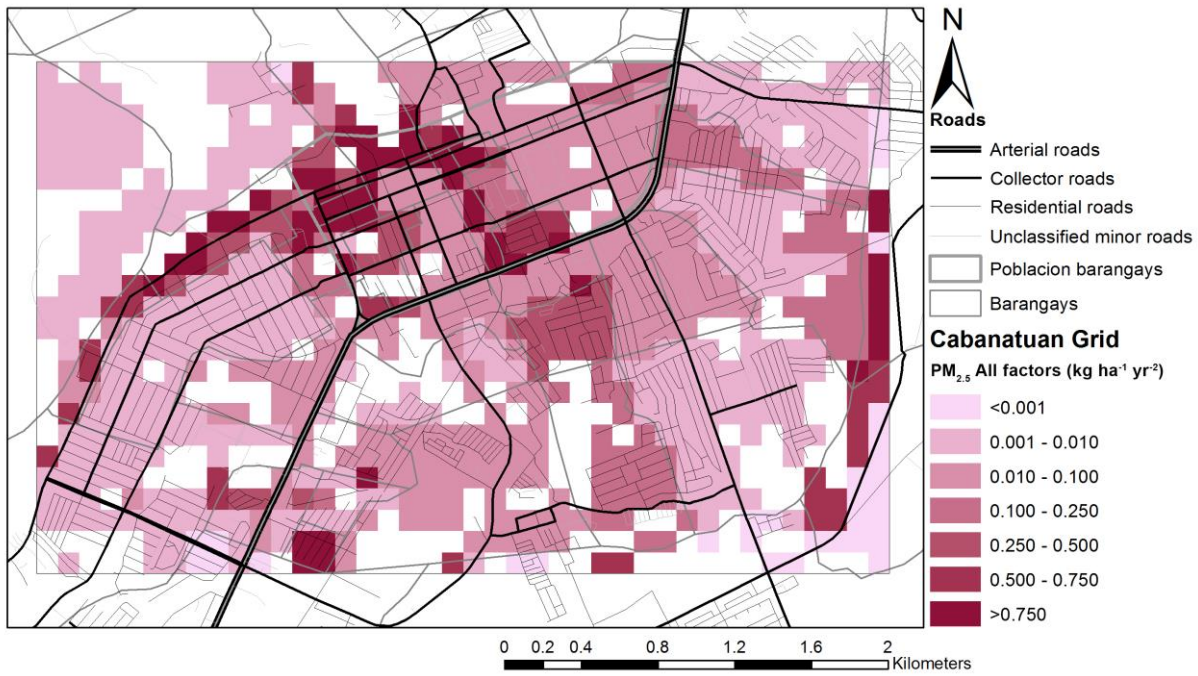 N
Roads
Arterial roads
Collector roads
Residential roads
Unclassified minor roads
Poblacion barangays
Barangays
Cabanatuan Grid
PM₂.₅ All factors (kg ha⁻¹ yr⁻²)
<0.001
0.001 - 0.010
0.010 - 0.100
0.100 - 0.250
0.250 - 0.500
0.500 - 0.750
>0.750
0 0.2 0.4 0.8 1.2 1.6 2
Kilometers